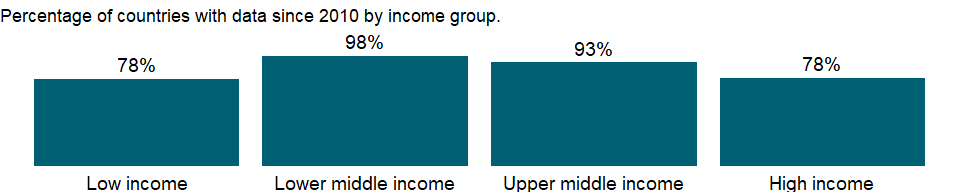 Percentage of countries with data since 2010 by income group.
78%
98%
93%
78%
Low income
Lower middle income
Upper middle income
High income